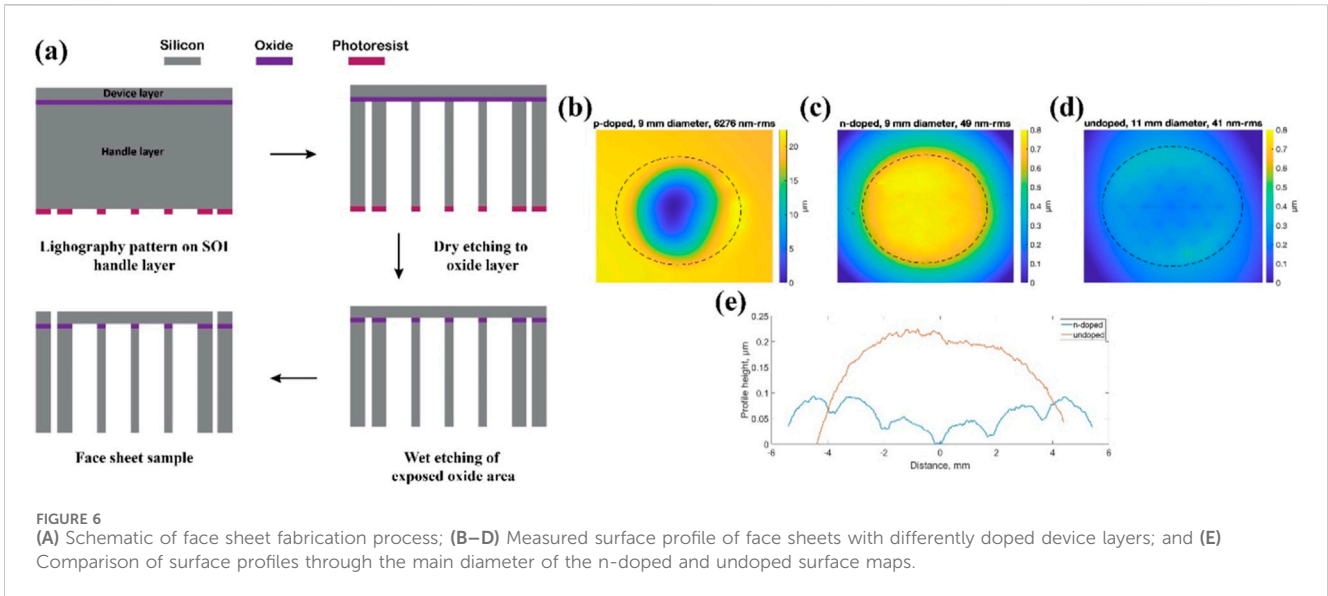 (a)
Silicon
Oxide
Photoresist
Device layer
Handle layer
Lighography pattern on SOI
handle layer
Dry etching to
oxide layer
Face sheet sample
Wet etching of
exposed oxide area
(b)
p-doped, 9 mm diameter, 6276 nm-rms
20
15
10
5
0
μm
(c)
n-doped, 9 mm diameter, 49 nm-rms
0.8
0.7
0.6
0.5
0.4
0.3
0.2
0.1
0
μm
(d)
undoped, 11 mm diameter, 41 nm-rms
0.8
0.7
0.6
0.5
0.4
0.3
0.2
0.1
0
μm
(e)
0.25
0.2
0.15
0.1
0.05
0
Profile height, μm
n-doped
undoped
-6 -4 -2 0 2 4 6
Distance, mm
FIGURE 6
(A) Schematic of face sheet fabrication process; (B–D) Measured surface profile of face sheets with differently doped device layers; and (E)
Comparison of surface profiles through the main diameter of the n-doped and undoped surface maps.